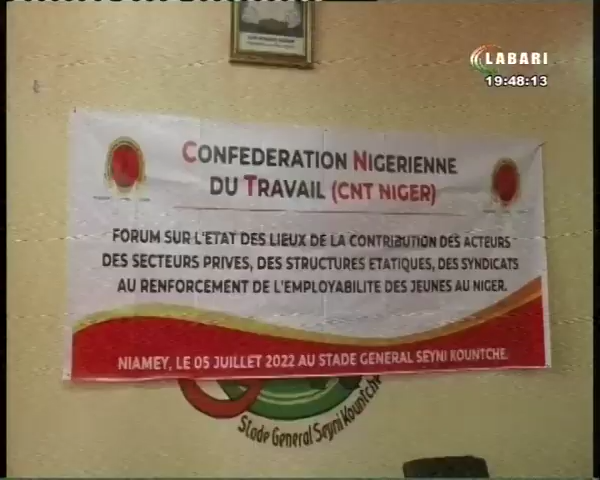 LABARI
19:48:13
CONFEDERATION NIGERIENNE
DU TRAVAIL (CNT NIGER)
FORUM SUR L'ETAT DES LIEUX DE LA CONTRIBUTION DES ACTEURS
DES SECTEURS PRIVES, DES STRUCTURES ETATIQUES, DES SYNDICATS
AU RENFORCEMENT DE L'EMPLOYABILITE DES JEUNES AU NIGER.
NIAMEY, LE 05 JUILLET 2022 AU STADE GENERAL SEYNI KOUNTCHE.
Stade General Seyni Kountche